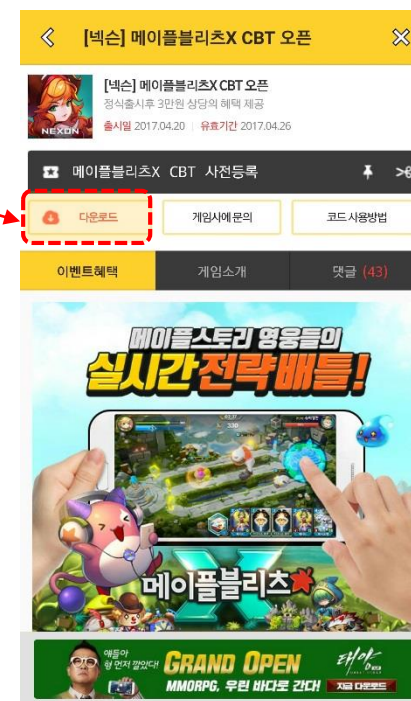 [넥슨] 메이플블리츠X CBT 오픈
[넥슨] 메이플블리츠X CBT 오픈
정식출시후 3만원 상당의 혜택 제공
출시일 2017.04.20 | 유효기간 2017.04.26
NEXON
메이플블리츠X CBT 사전등록
다운로드
게임사에 문의
코드 사용방법
이벤트혜택
게임소개
댓글 (43)
메이플스토리 영웅들의
실시간전략배틀!
메이플블리츠
X
얘들아
형 먼저 깔았다!
GRAND OPEN
MMORPG, 우린 바다로 간다!
태양
지금 다운로드